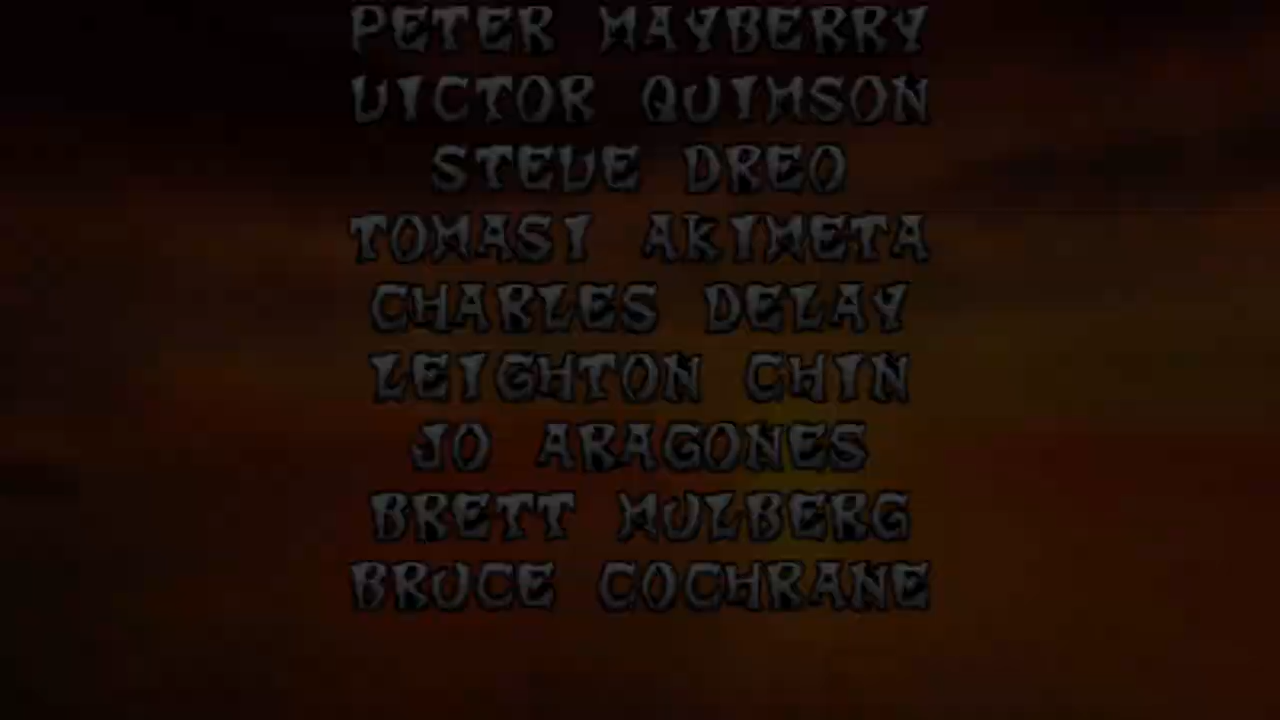 PETER MAYBERRY
VICTOR QUIMSON
STEVE DREO
TOMASI AKIMETA
CHARLES DELAY
LEIGHTON CHIN
JO ARAGONES
BRETT MULBERG
BRUCE COCHRANE